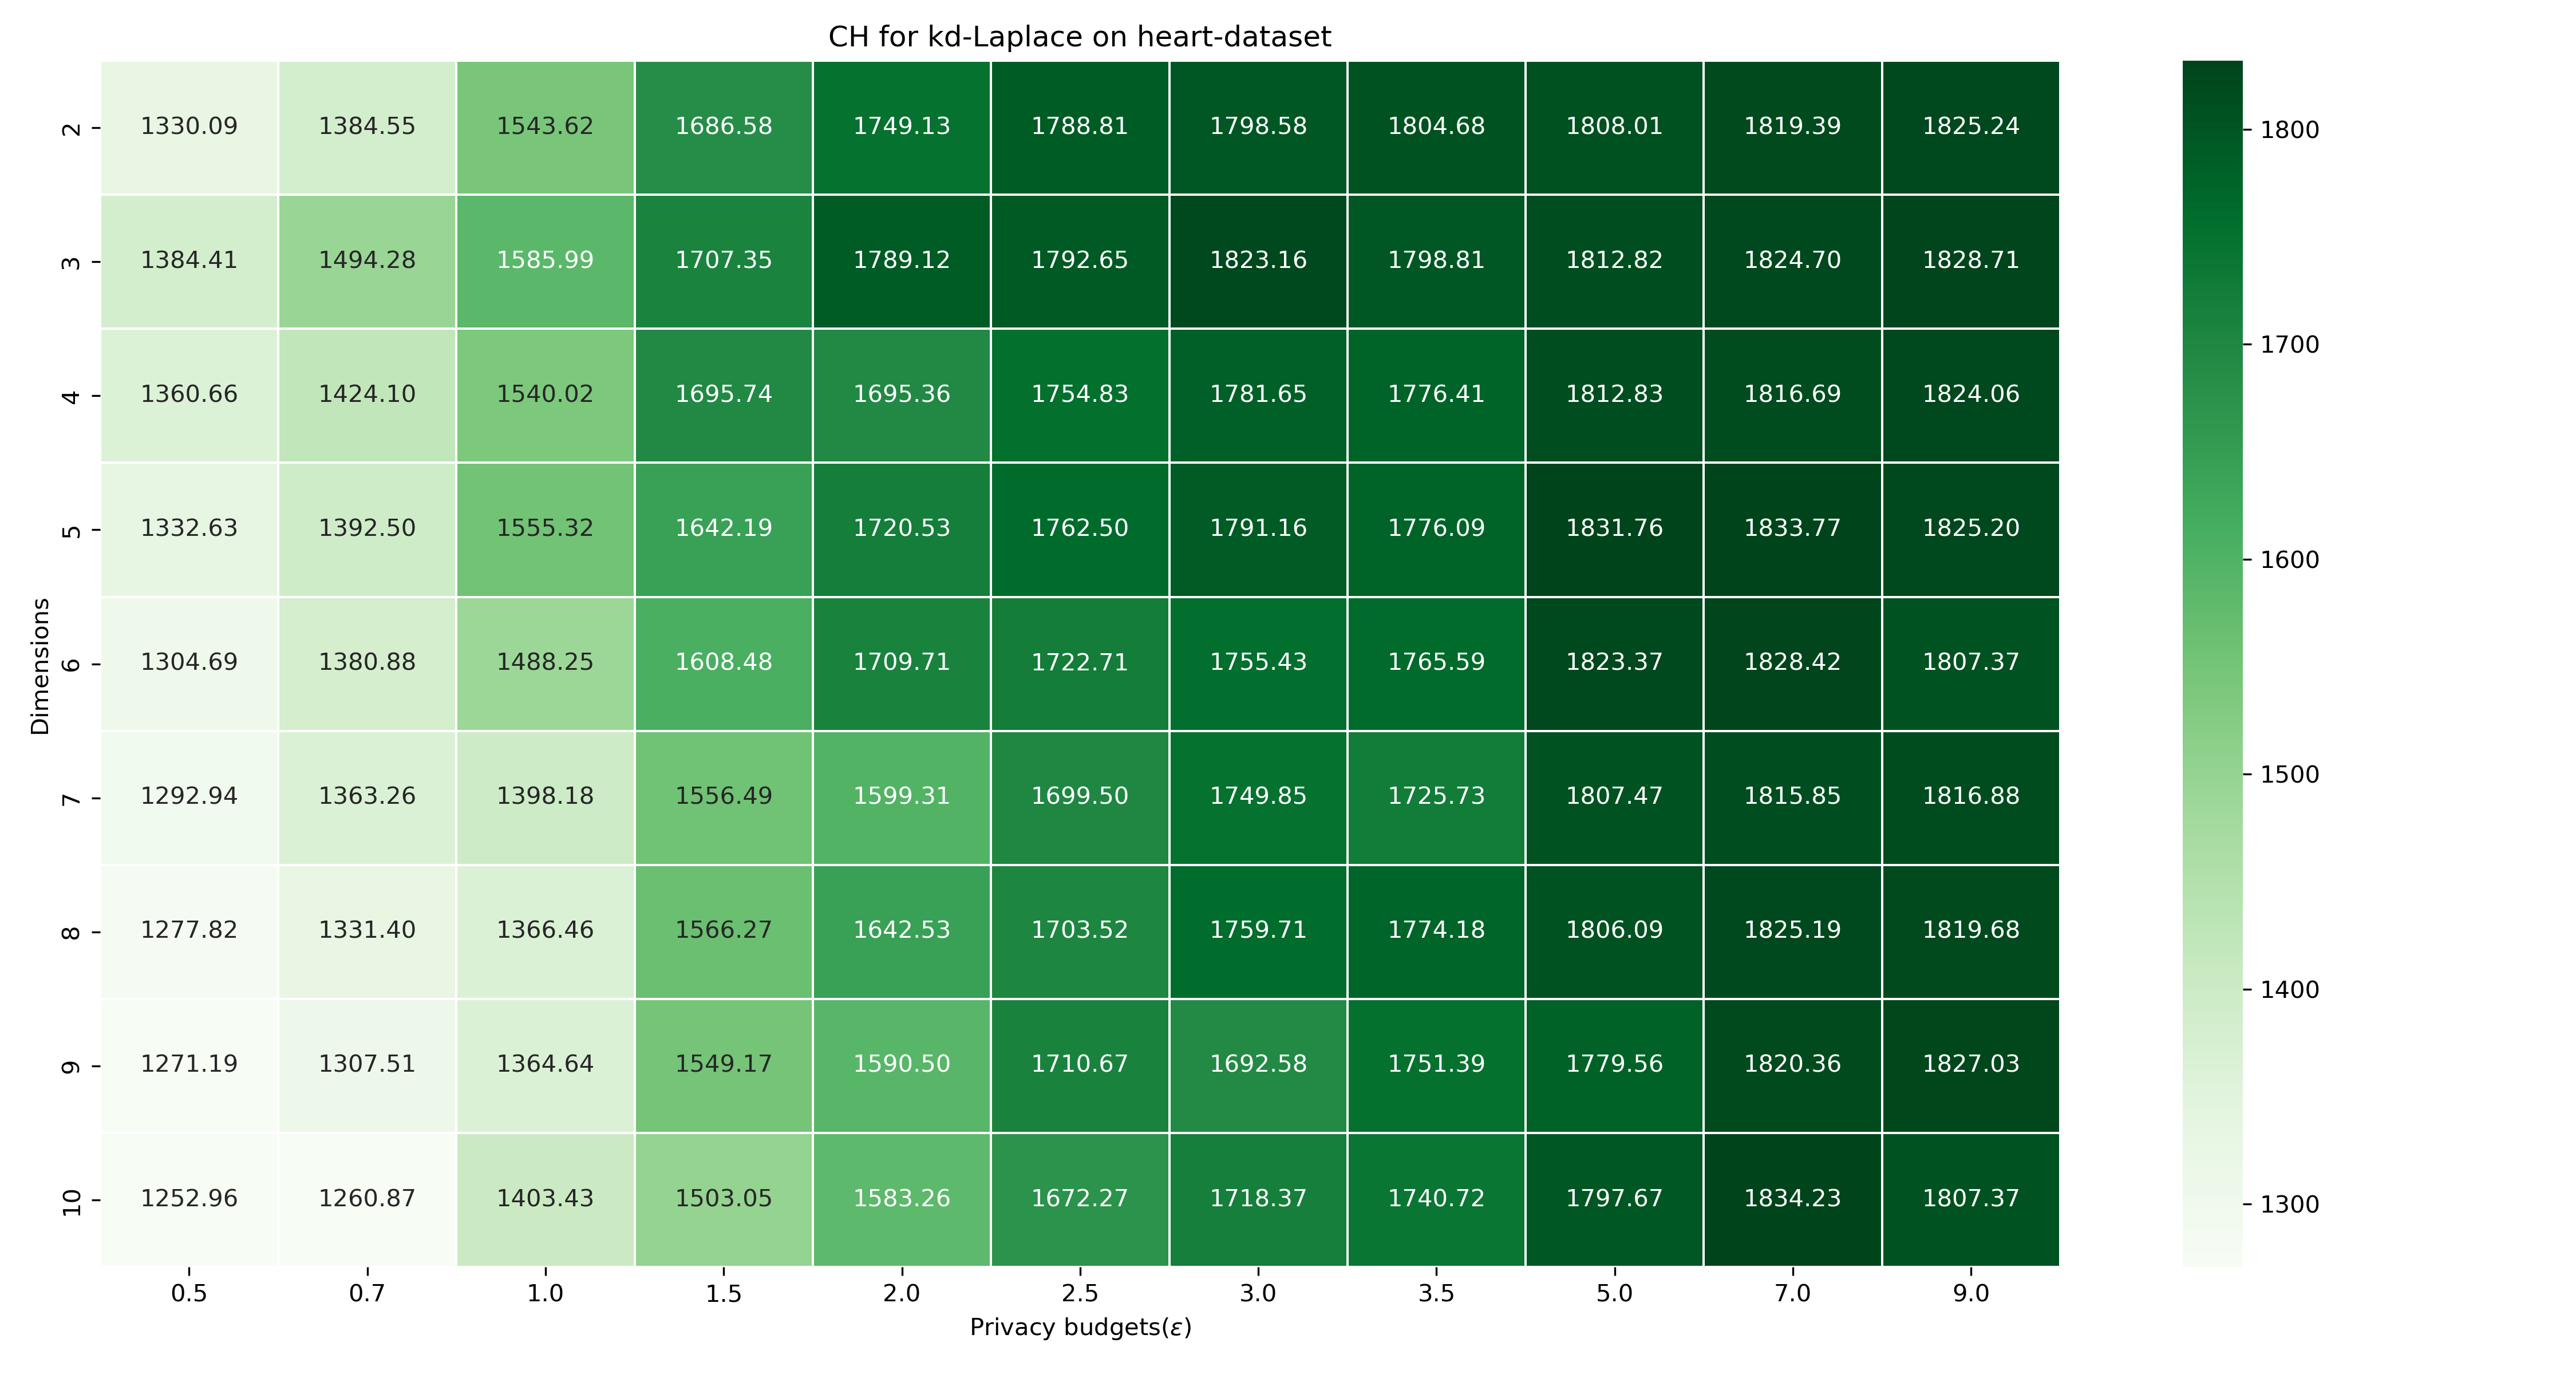 CH for kd-Laplace on heart-dataset
2 1330.09 1384.55 1543.62 1686.58 1749.13 1788.81 1798.58 1804.68 1808.01 1819.39 1825.24
3 1384.41 1494.28 1585.99 1707.35 1789.12 1792.65 1823.16 1798.81 1812.82 1824.70 1828.71
4 1360.66 1424.10 1540.02 1695.74 1695.36 1754.83 1781.65 1776.41 1812.83 1816.69 1824.06
5 1332.63 1392.50 1555.32 1642.19 1720.53 1762.50 1791.16 1776.09 1831.76 1833.77 1825.20
6 1304.69 1380.88 1488.25 1608.48 1709.71 1722.71 1755.43 1765.59 1823.37 1828.42 1807.37
7 1292.94 1363.26 1398.18 1556.49 1599.31 1699.50 1749.85 1725.73 1807.47 1815.85 1816.88
8 1277.82 1331.40 1366.46 1566.27 1642.53 1703.52 1759.71 1774.18 1806.09 1825.19 1819.68
9 1271.19 1307.51 1364.64 1549.17 1590.50 1710.67 1692.58 1751.39 1779.56 1820.36 1827.03
10 1252.96 1260.87 1403.43 1503.05 1583.26 1672.27 1718.37 1740.72 1797.67 1834.23 1807.37
0.5 0.7 1.0 1.5 2.0 2.5 3.0 3.5 5.0 7.0 9.0
Privacy budgets(ε)
Dimensions
1800
1700
1600
1500
1400
1300